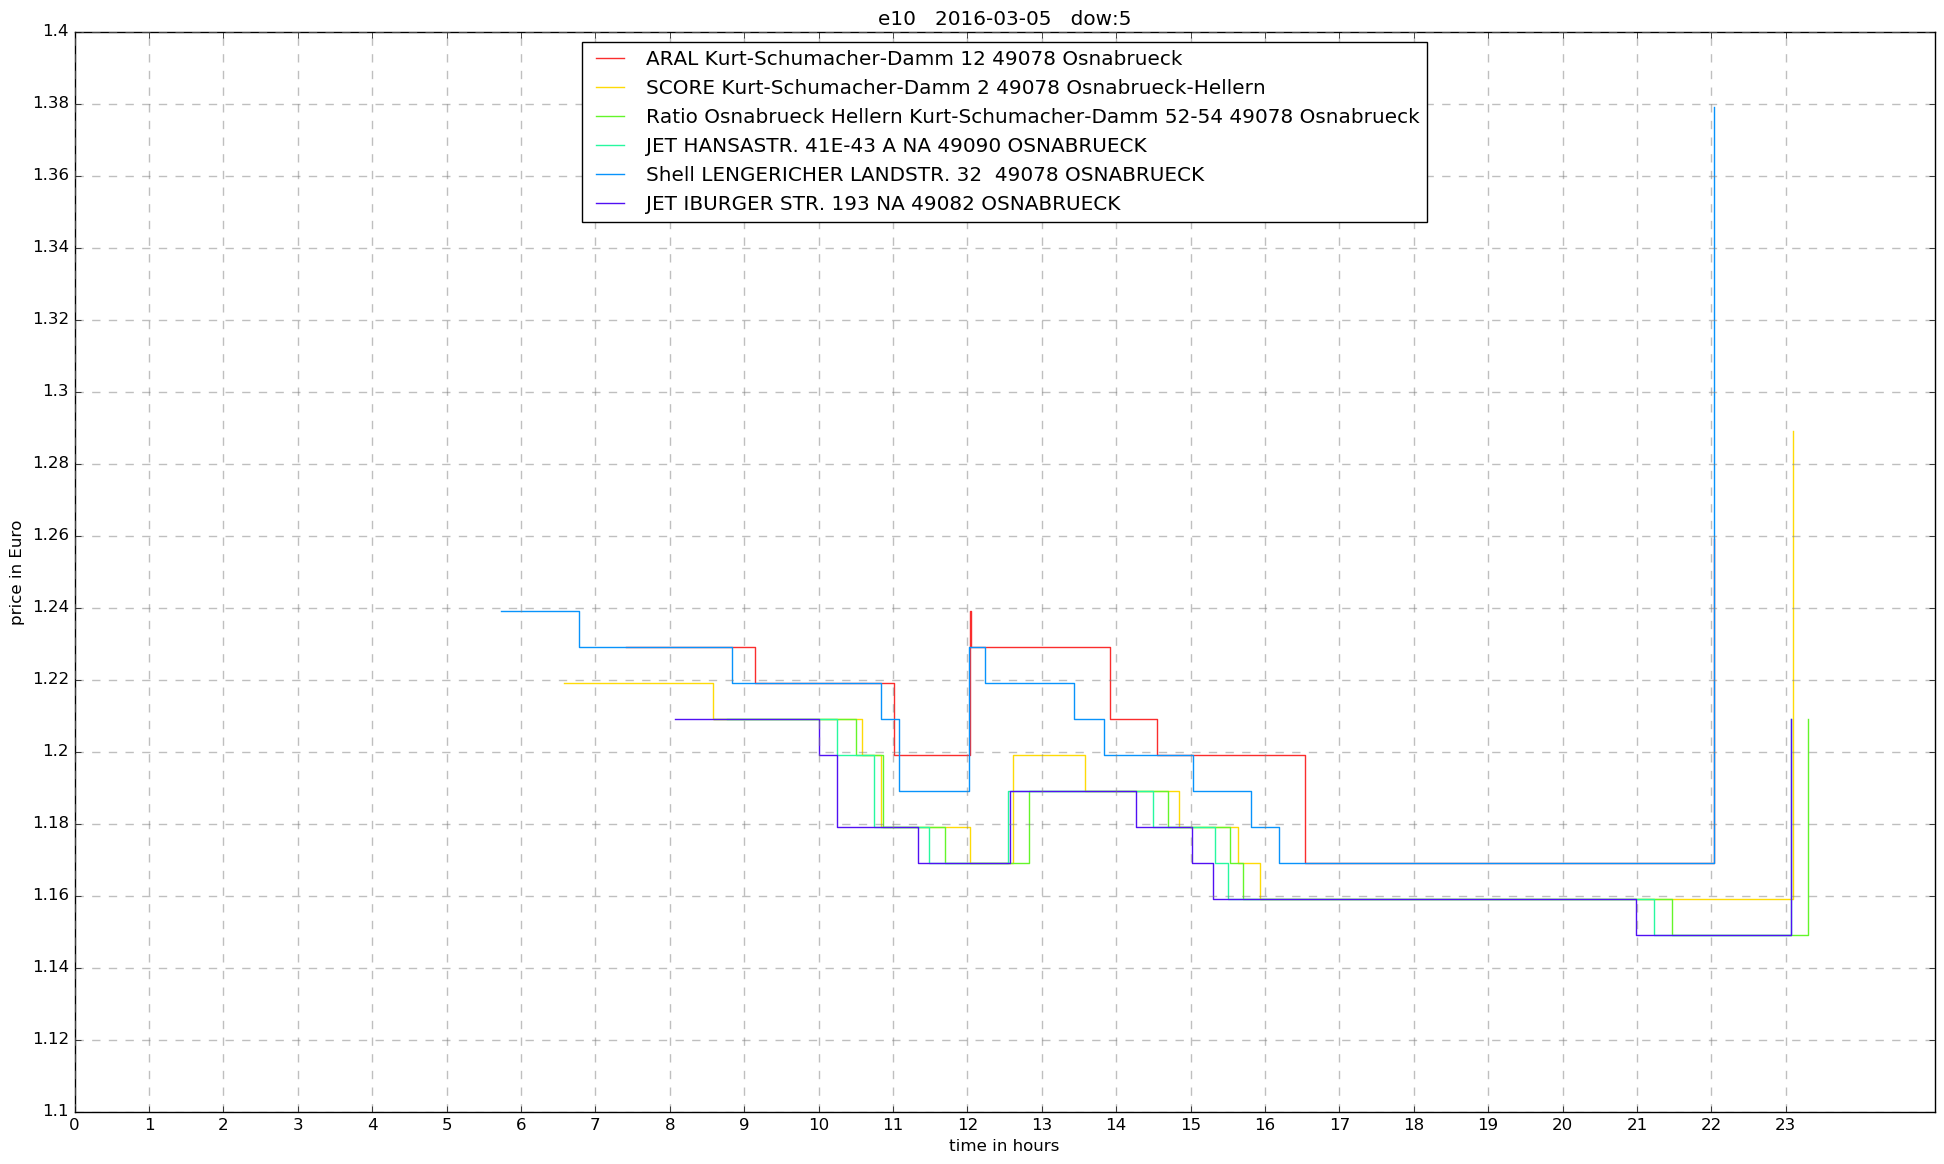 e10   2016-03-05   dow:5
1.4
ARAL Kurt-Schumacher-Damm 12 49078 Osnabrueck
SCORE Kurt-Schumacher-Damm 2 49078 Osnabrueck-Hellern
Ratio Osnabrueck Hellern Kurt-Schumacher-Damm 52-54 49078 Osnabrueck
JET HANSASTR. 41E-43 A NA 49090 OSNABRUECK
Shell LENGERICHER LANDSTR. 32  49078 OSNABRUECK
JET IBURGER STR. 193 NA 49082 OSNABRUECK
1.38
1.36
1.34
1.32
1.3
1.28
1.26
1.24
1.22
1.2
1.18
1.16
1.14
1.12
1.1
price in Euro
0 1 2 3 4 5 6 7 8 9 10 11 12 13 14 15 16 17 18 19 20 21 22 23
time in hours